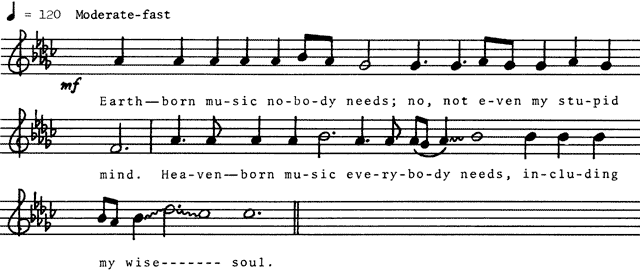 ♩ = 120 Moderate-fast
mf
Earth—born mu-sic no-bo-dy needs; no, not e-ven my stu-pid
mind. Hea-ven—born mu-sic eve-ry-bo-dy needs, in-clu-ding
my wise------- soul.